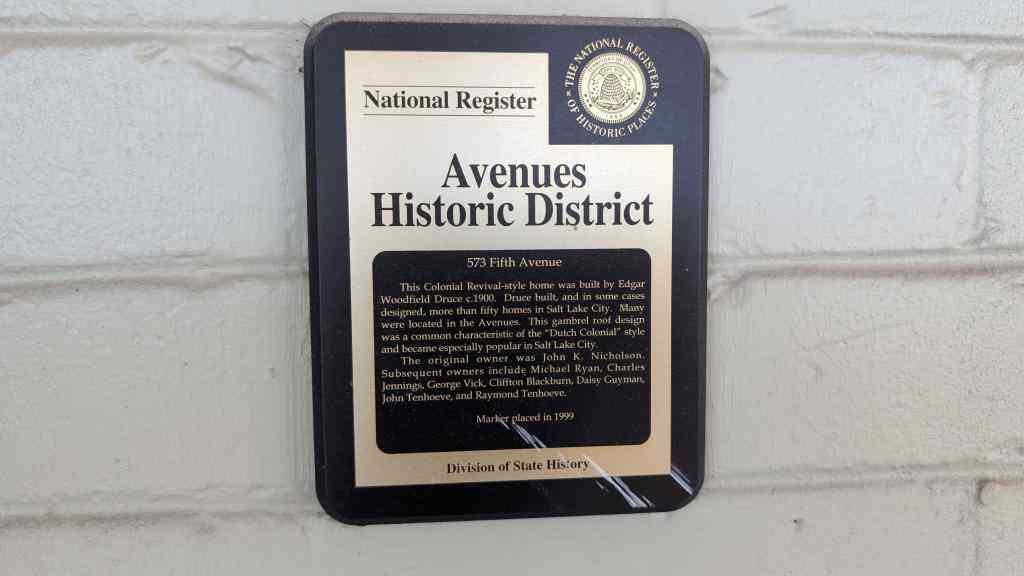 THE NATIONAL REGISTER
OF HISTORIC PLACES
National Register
Avenues
Historic District
573 Fifth Avenue
This Colonial Revival-style home was built by Edgar
Woodfield Druce c.1900. Druce built, and in some cases
designed, more than fifty homes in Salt Lake City. Many
were located in the Avenues. This gambrel roof design
was a common characteristic of the "Dutch Colonial" style
and became especially popular in Salt Lake City.
The original owner was John K. Nicholson.
Subsequent owners include Michael Ryan, Charles
Jennings, George Vick, Cliffton Blackburn, Daisy Guyman,
John Tenhoeve, and Raymond Tenhoeve.
Marker placed in 1999
Division of State History